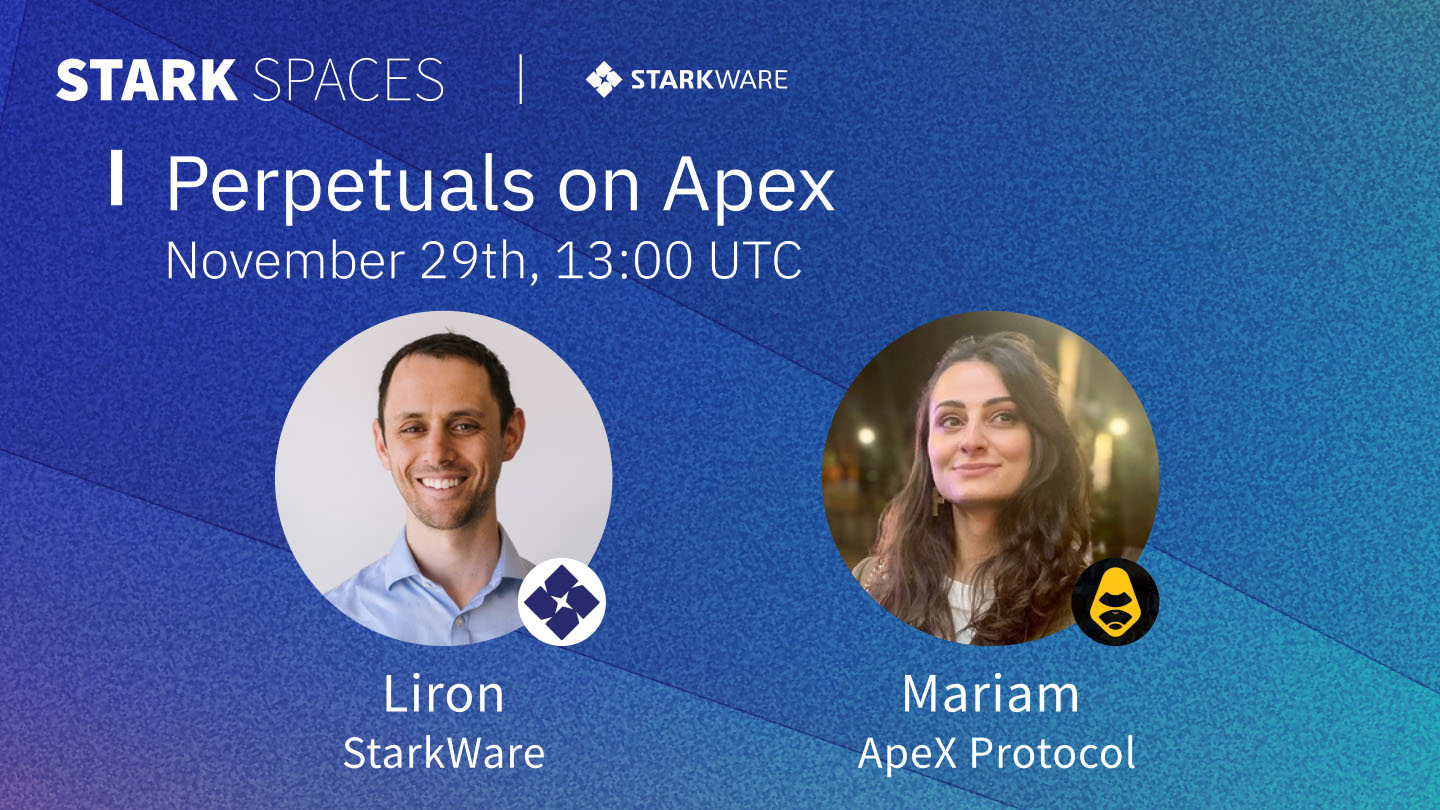 STARK SPACES | STARKWARE
Perpetuals on Apex
November 29th, 13:00 UTC
Liron
StarkWare
Mariam
ApeX Protocol